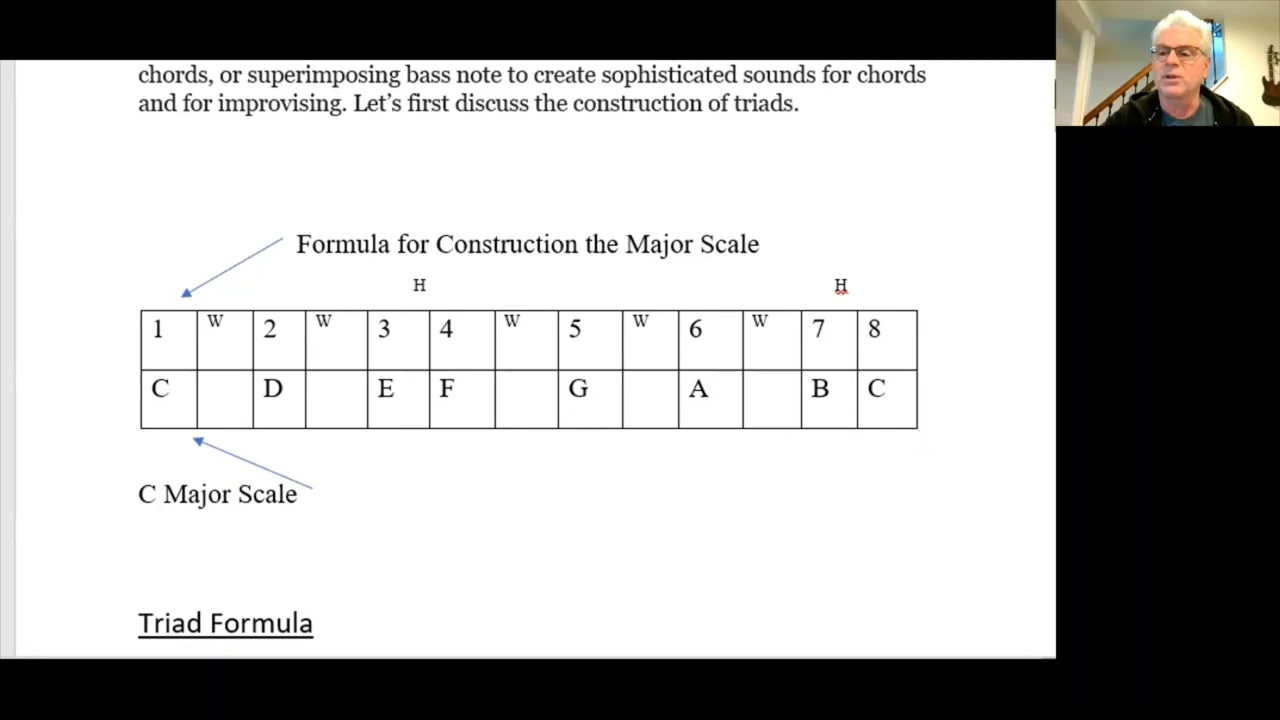 chords, or superimposing bass note to create sophisticated sounds for chords
and for improvising. Let’s first discuss the construction of triads.
Formula for Construction the Major Scale
H H
1 W 2 W 3 4 W 5 W 6 W 7 8
C D E F G A B C
C Major Scale
Triad Formula